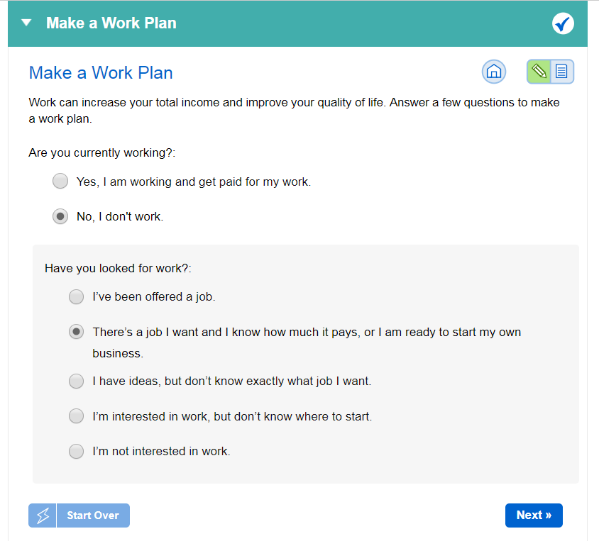 Make a Work Plan
Make a Work Plan
Work can increase your total income and improve your quality of life. Answer a few questions to make
a work plan.
Are you currently working?:
Yes, I am working and get paid for my work.
No, I don't work.
Have you looked for work?:
I've been offered a job.
There's a job I want and I know how much it pays, or I am ready to start my own
business.
I have ideas, but don't know exactly what job I want.
I'm interested in work, but don't know where to start.
I'm not interested in work.
Start Over
Next »